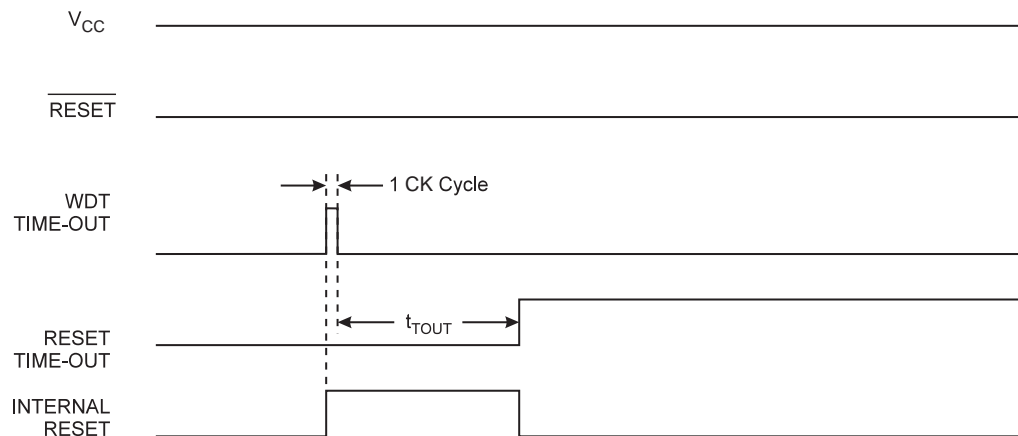 VCC
RESET
1 CK Cycle
WDT
TIME-OUT
tTOUT
RESET
TIME-OUT
INTERNAL
RESET